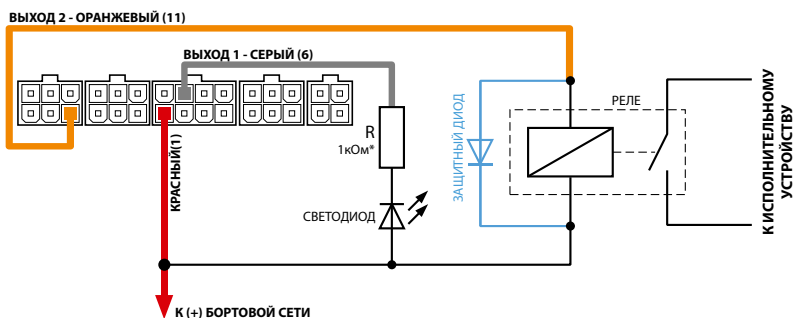 ВЫХОД 2 - ОРАНЖЕВЫЙ (11)
ВЫХОД 1 - СЕРЫЙ (6)
КРАСНЫЙ(1)
R
1кОм*
СВЕТОДИОД
ЗАЩИТНЫЙ ДИОД
РЕЛЕ
К ИСПОЛНИТЕЛЬНОМУ
УСТРОЙСТВУ
К (+) БОРТОВОЙ СЕТИ